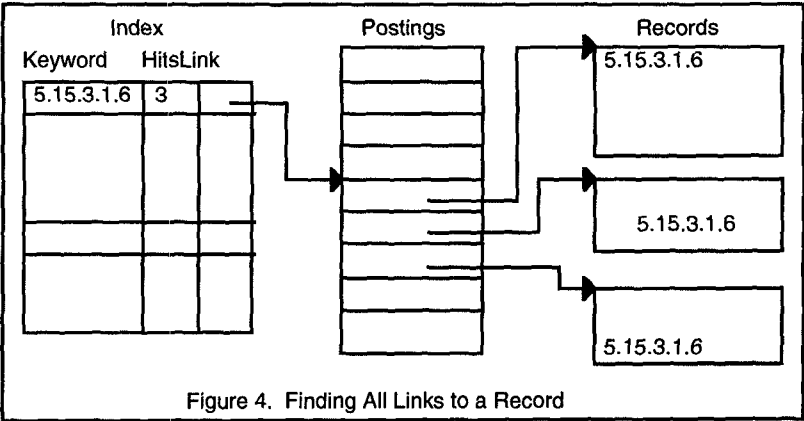 Index
Postings
Records
Keyword HitsLink
5.15.3.1.6 3
5.15.3.1.6
5.15.3.1.6
5.15.3.1.6
Figure 4. Finding All Links to a Record